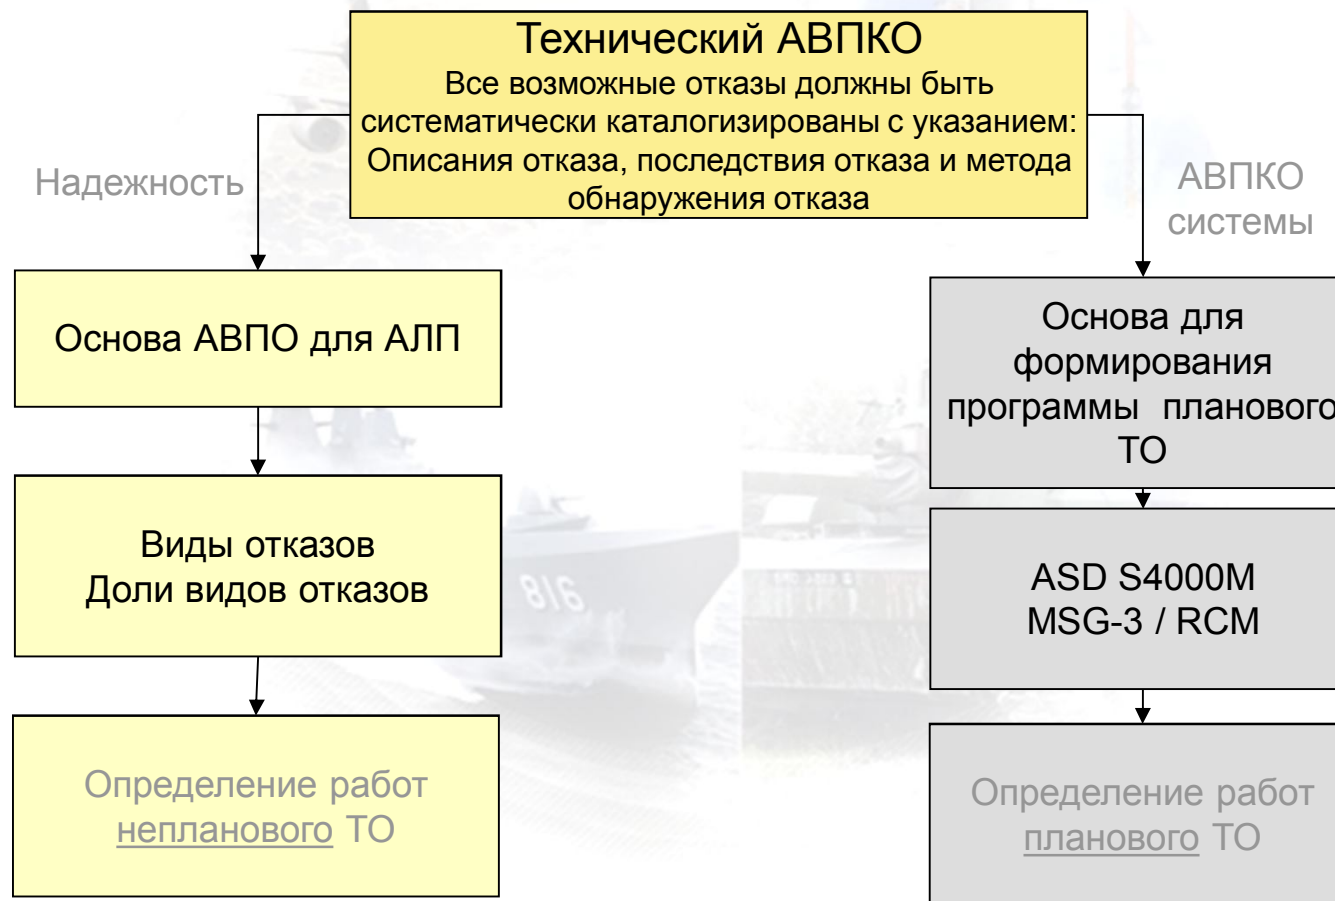 Технический АВПКО
Все возможные отказы должны быть
систематически каталогизированы с указанием:
Описания отказа, последствия отказа и метода
обнаружения отказа
Надежность
АВПКО
системы
Основа АВПО для АЛП
Основа для
формирования
программы планового
ТО
Виды отказов
Доли видов отказов
816
ASD S4000M
MSG-3 / RCM
Определение работ
непланового ТО
Определение работ
планового ТО